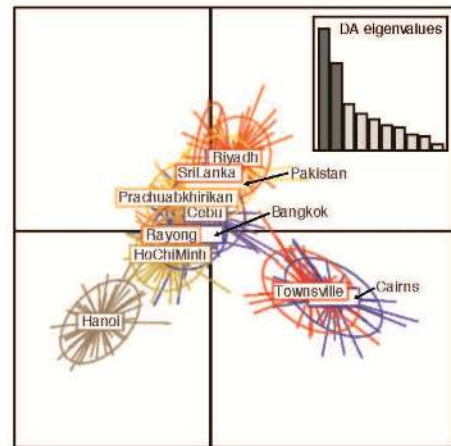 DA eigenvalues
Riyadh
SriLanka
Pakistan
Prachuabkhirikan
Cebu
Bangkok
Rayong
HoChiMinh
Townsville
Cairns
Hanoi